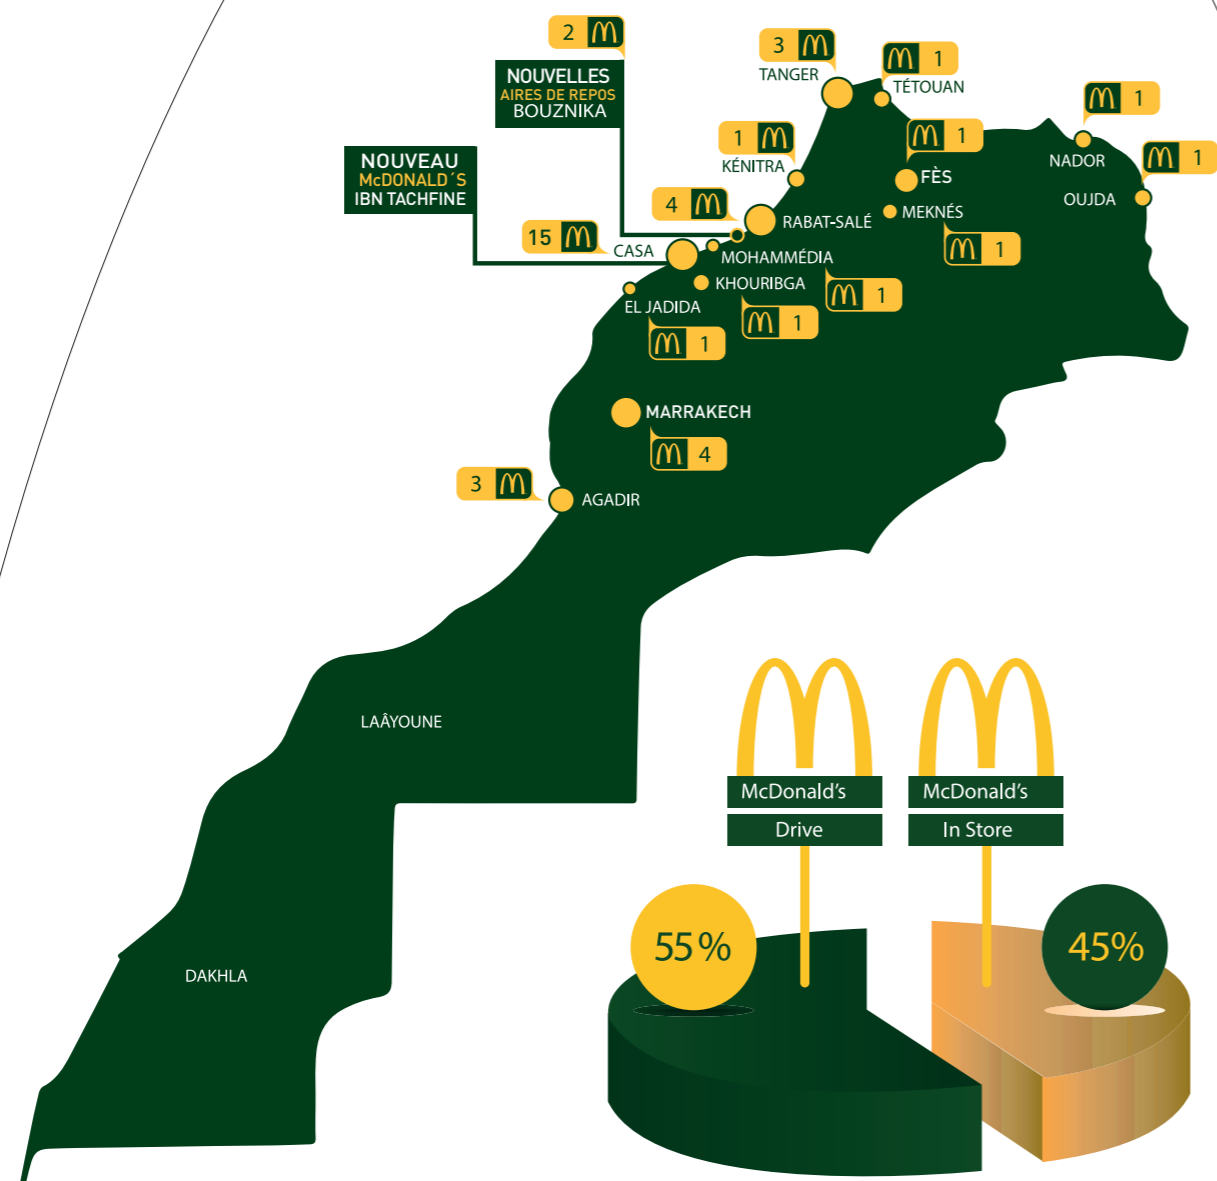 2
NOUVELLES
AIRES DE REPOS
BOUZNIKA
3
TANGER
1
TÉTOUAN
1
NADOR
1
KÉNITRA
1
FÈS
1
OUJDA
NOUVEAU
McDONALD´S
IBN TACHFINE
4
RABAT-SALÉ
MEKNÉS
1
15
CASA
MOHAMMÉDIA
1
KHOURIBGA
1
EL JADIDA
1
MARRAKECH
4
3
AGADIR
LAÂYOUNE
DAKHLA
McDonald’s
Drive
McDonald’s
In Store
55%
45%